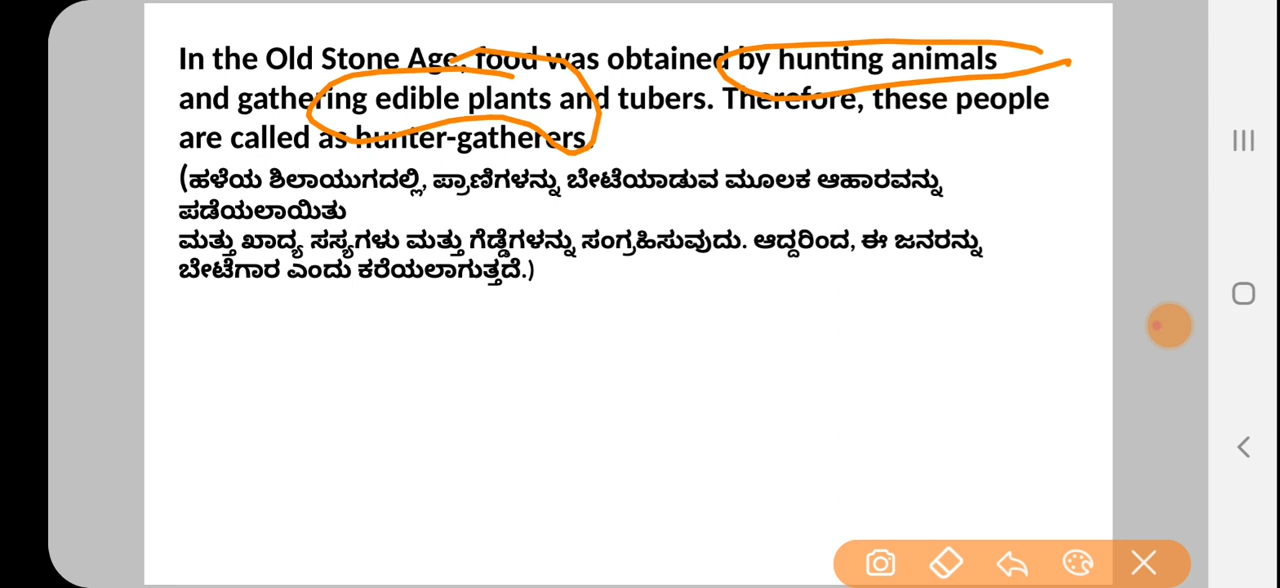 In the Old Stone Age, food was obtained by hunting animals
and gathering edible plants and tubers. Therefore, these people
are called as hunter-gatherers.
(ಹಳೆಯ ಶಿಲಾಯುಗದಲ್ಲಿ, ಪ್ರಾಣಿಗಳನ್ನು ಬೇಟೆಯಾಡುವ ಮೂಲಕ ಆಹಾರವನ್ನು
ಪಡೆಯಲಾಯಿತು
ಮತ್ತು ಖಾದ್ಯ ಸಸ್ಯಗಳು ಮತ್ತು ಗೆಡ್ಡೆಗಳನ್ನು ಸಂಗ್ರಹಿಸುವುದು. ಆದ್ದರಿಂದ, ಈ ಜನರನ್ನು
ಬೇಟೆಗಾರ ಎಂದು ಕರೆಯಲಾಗುತ್ತದೆ.)